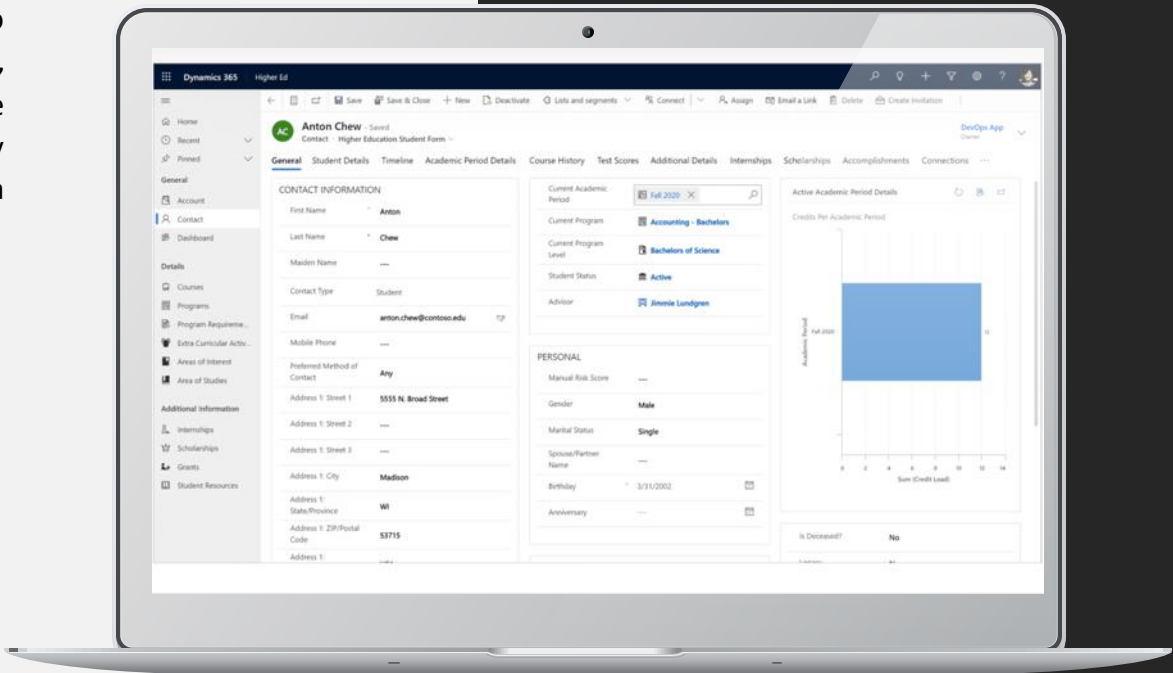 Dynamics 365 Higher Ed
Save Save & Close New Deactivate Lists and segments Connect Assign Email a Link Delete Create Invitation
Home
Recent
Pinned
General
Account
Contact
Dashboard
Details
Courses
Programs
Program Requireme...
Extra Curricular Activ...
Areas of Interest
Area of Studies
Additional Information
Internships
Scholarships
Grants
Student Resources
AC
Anton Chew - Saved
Contact · Higher Education Student Form
DevOps App
Owner
General Student Details Timeline Academic Period Details Course History Test Scores Additional Details Internships Scholarships Accomplishments Connections ...
CONTACT INFORMATION
First Name * Anton
Last Name * Chew
Maiden Name ---
Contact Type Student
Email anton.chew@contoso.edu
Mobile Phone ---
Preferred Method of
Contact Any
Address 1: Street 1 5555 N. Broad Street
Address 1: Street 2 ---
Address 1: Street 3 ---
Address 1: City Madison
Address 1:
State/Province WI
Address 1: ZIP/Postal
Code 53715
Address 1:
Current Academic
Period Fall 2020
Current Program Accounting - Bachelors
Current Program
Level Bachelors of Science
Student Status Active
Advisor Jimmie Lundgren
PERSONAL
Manual Risk Score ---
Gender Male
Marital Status Single
Spouse/Partner
Name ---
Birthday 3/31/2002
Anniversary ---
Active Academic Period Details
Credits Per Academic Period
Academic Period
Fall 2020
12
0 2 4 6 8 10 12 14
Sum (Credit Load)
Is Deceased? No